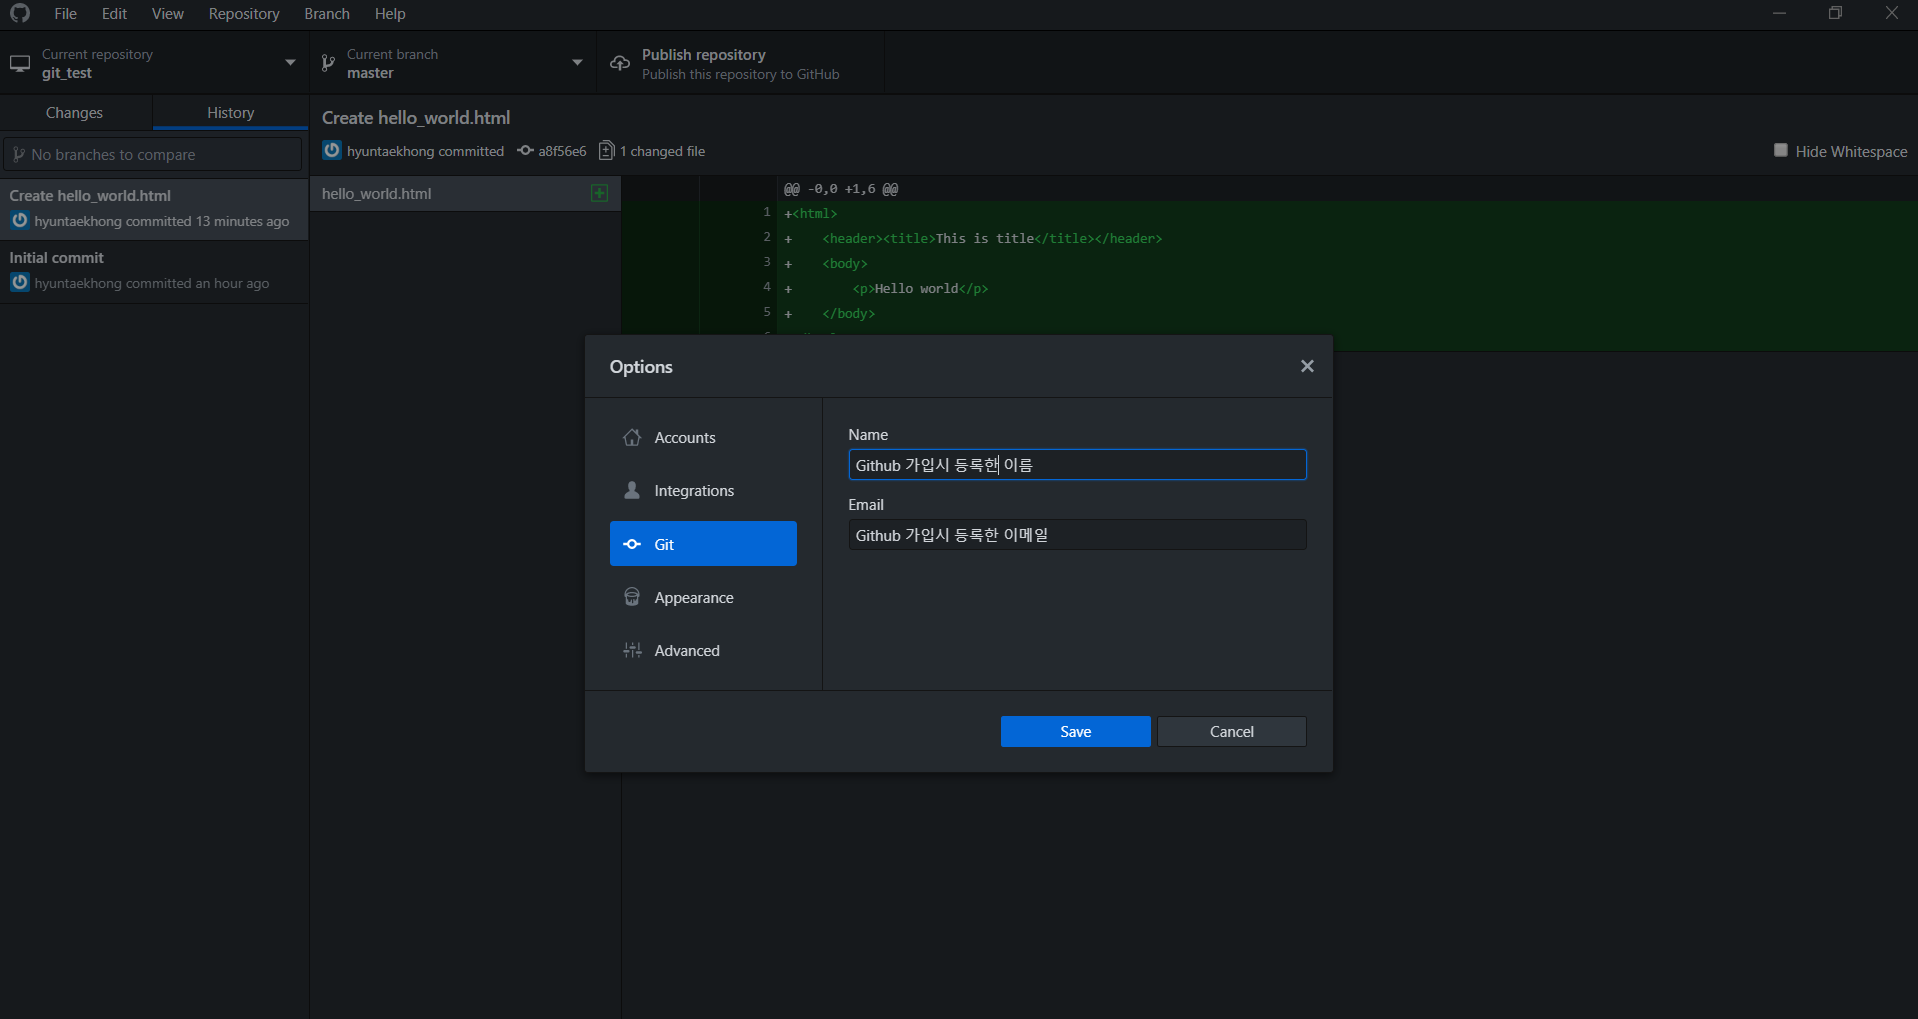 File Edit View Repository Branch Help
Current repository
git_test
Current branch
master
Publish repository
Publish this repository to GitHub
Changes
History
No branches to compare
Create hello_world.html
hyuntaekhong committed 13 minutes ago
Initial commit
hyuntaekhong committed an hour ago
Create hello_world.html
hyuntaekhong committed a8f56e6 1 changed file
Hide Whitespace
hello_world.html
@@ -0,0 +1,6 @@
1 +<html>
2 + <header><title>This is title</title></header>
3 + <body>
4 + <p>Hello world</p>
5 + </body>
Options
Accounts
Integrations
Git
Appearance
Advanced
Name
Github 가입시 등록한 이름
Email
Github 가입시 등록한 이메일
Save
Cancel